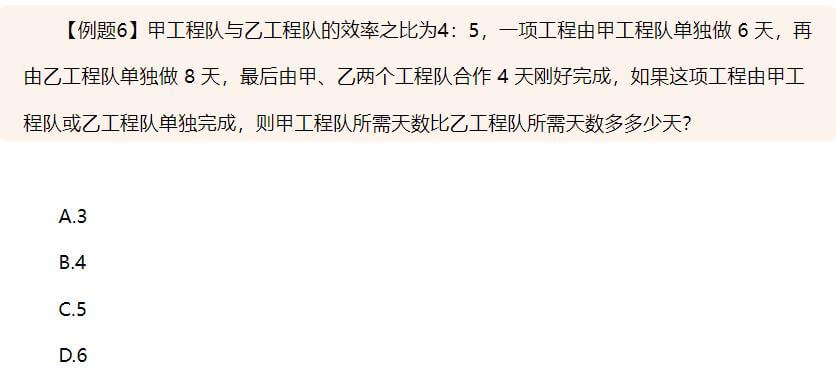 【例题6】甲工程队与乙工程队的效率之比为4：5，一项工程由甲工程队单独做 6 天，再
由乙工程队单独做 8 天，最后由甲、乙两个工程队合作 4 天刚好完成，如果这项工程由甲工
程队或乙工程队单独完成，则甲工程队所需天数比乙工程队所需天数多多少天？
A.3
B.4
C.5
D.6